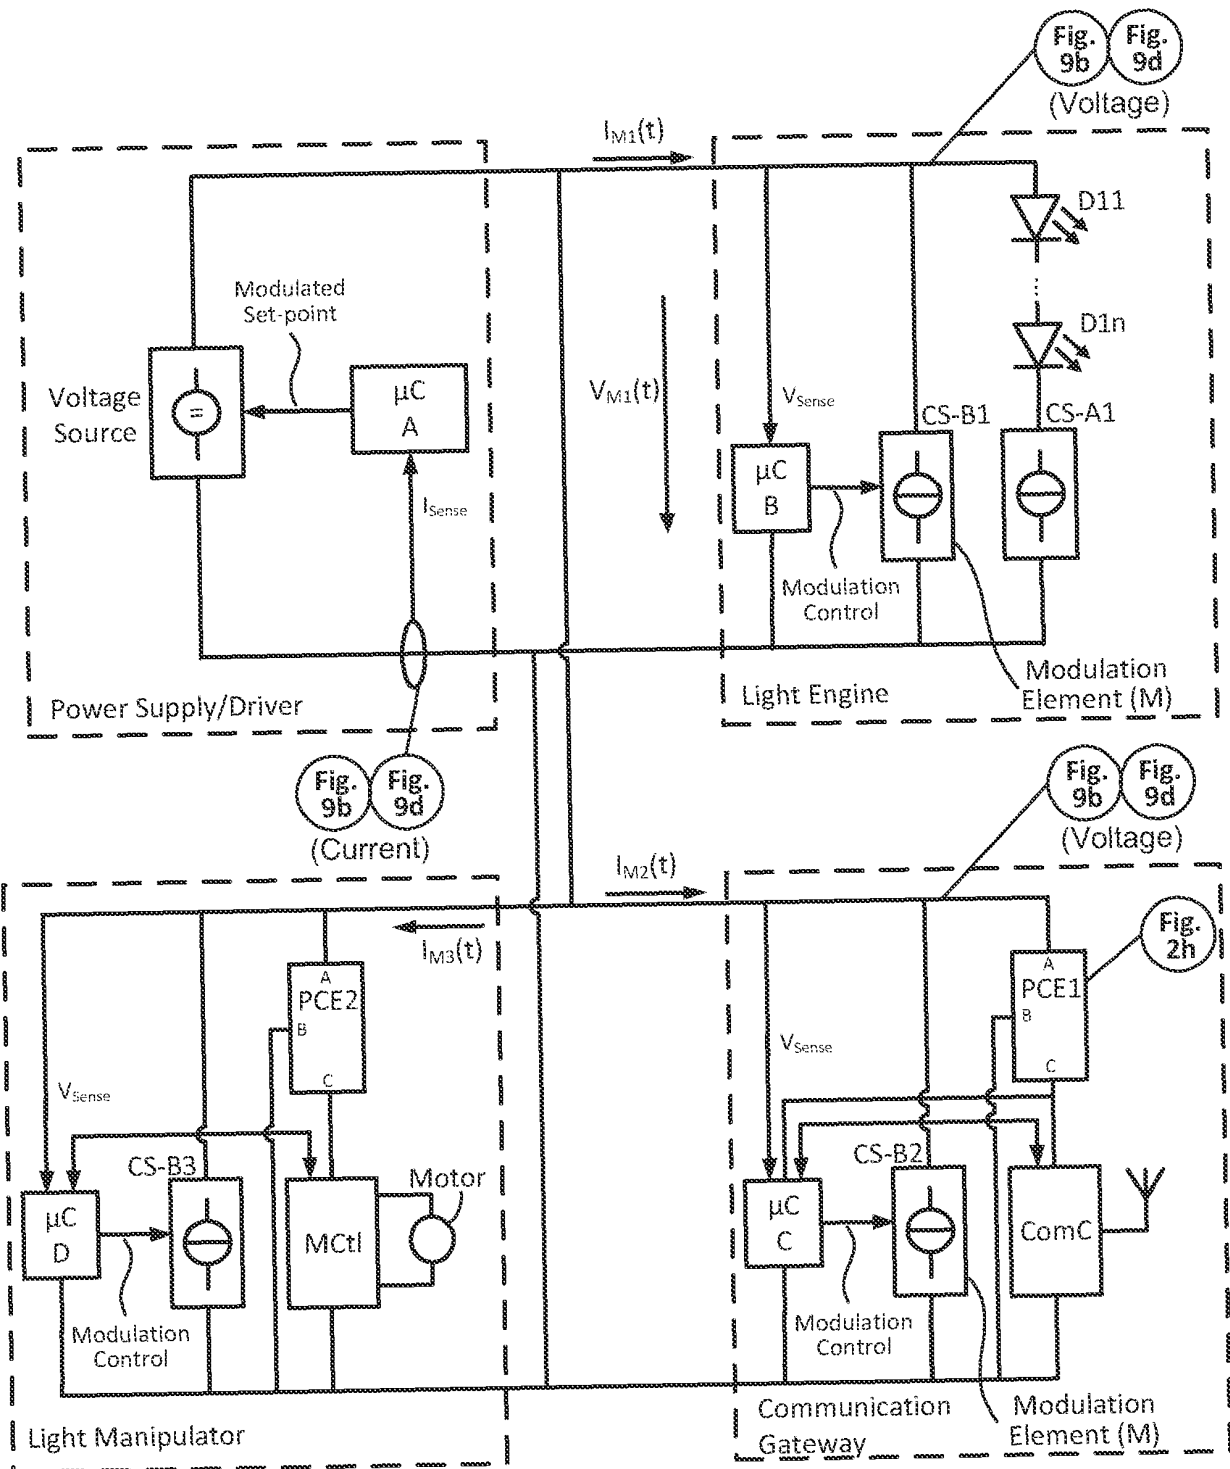 Fig.
9b
Fig.
9d
(Voltage)
I_M1(t)
D11
D1n
Modulated
Set-point
Voltage
Source
=
µC
A
V_M1(t)
V_Sense
CS-B1
CS-A1
µC
B
I_Sense
Modulation
Control
Modulation
Element (M)
Power Supply/Driver
Light Engine
Fig.
9b
Fig.
9d
(Current)
Fig.
9b
Fig.
9d
(Voltage)
I_M2(t)
I_M3(t)
Fig.
2h
A
PCE2
B
C
A
PCE1
B
C
V_Sense
V_Sense
CS-B3
Motor
CS-B2
µC
D
MCtl
µC
C
ComC
Modulation
Control
Modulation
Control
Light Manipulator
Communication
Gateway
Modulation
Element (M)